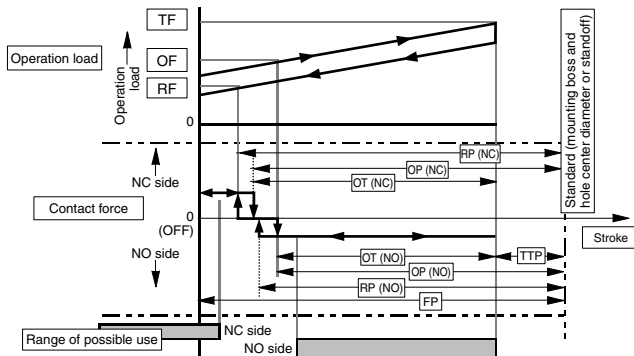 TF
Operation load
OF
RF
Operation
load
0
RP (NC)
OP (NC)
OT (NC)
NC side
Contact force
0
(OFF)
Stroke
NO side
OT (NO)
TTP
OP (NO)
RP (NO)
FP
Range of possible use
NC side
NO side
Standard (mounting boss and
hole center diameter or standoff)